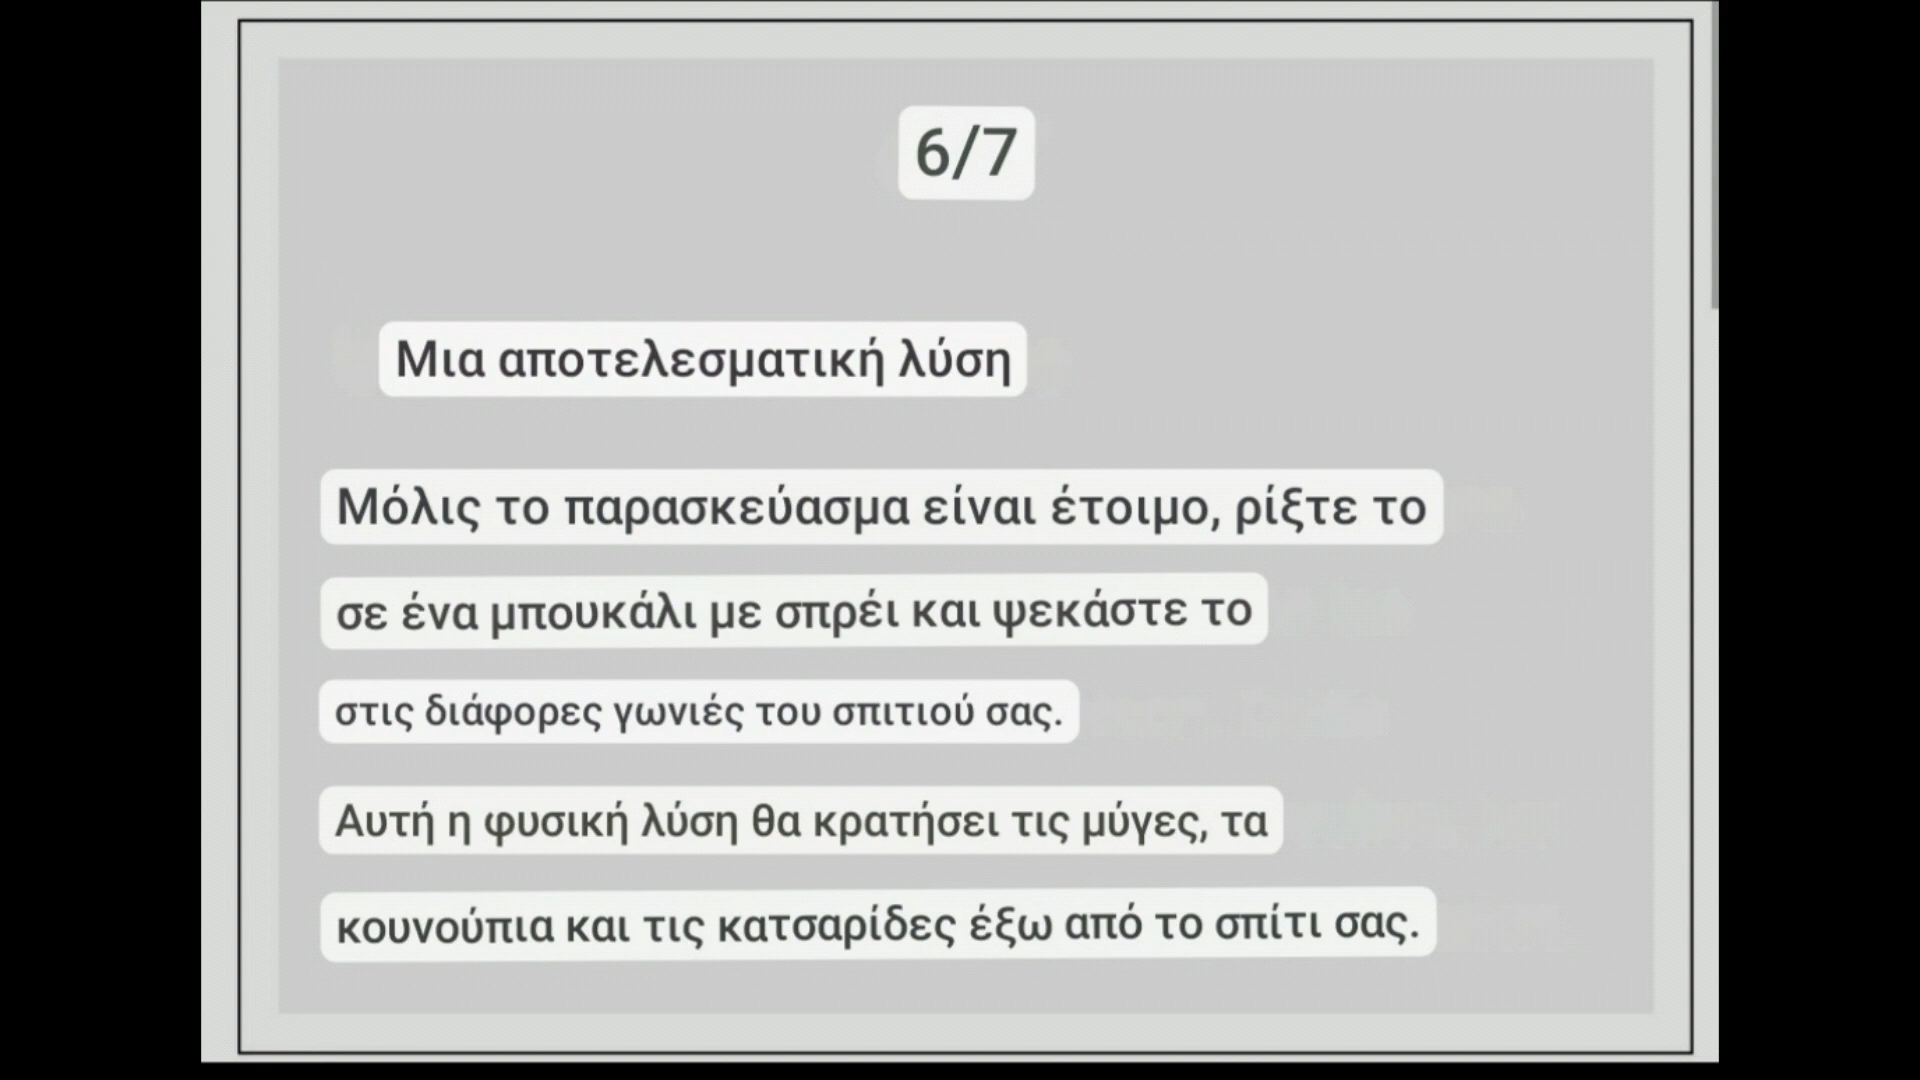 6/7
Μια αποτελεσματική λύση
Μόλις το παρασκεύασμα είναι έτοιμο, ρίξτε το
σε ένα μπουκάλι με σπρέι και ψεκάστε το
στις διάφορες γωνιές του σπιτιού σας.
Αυτή η φυσική λύση θα κρατήσει τις μύγες, τα
κουνούπια και τις κατσαρίδες έξω από το σπίτι σας.